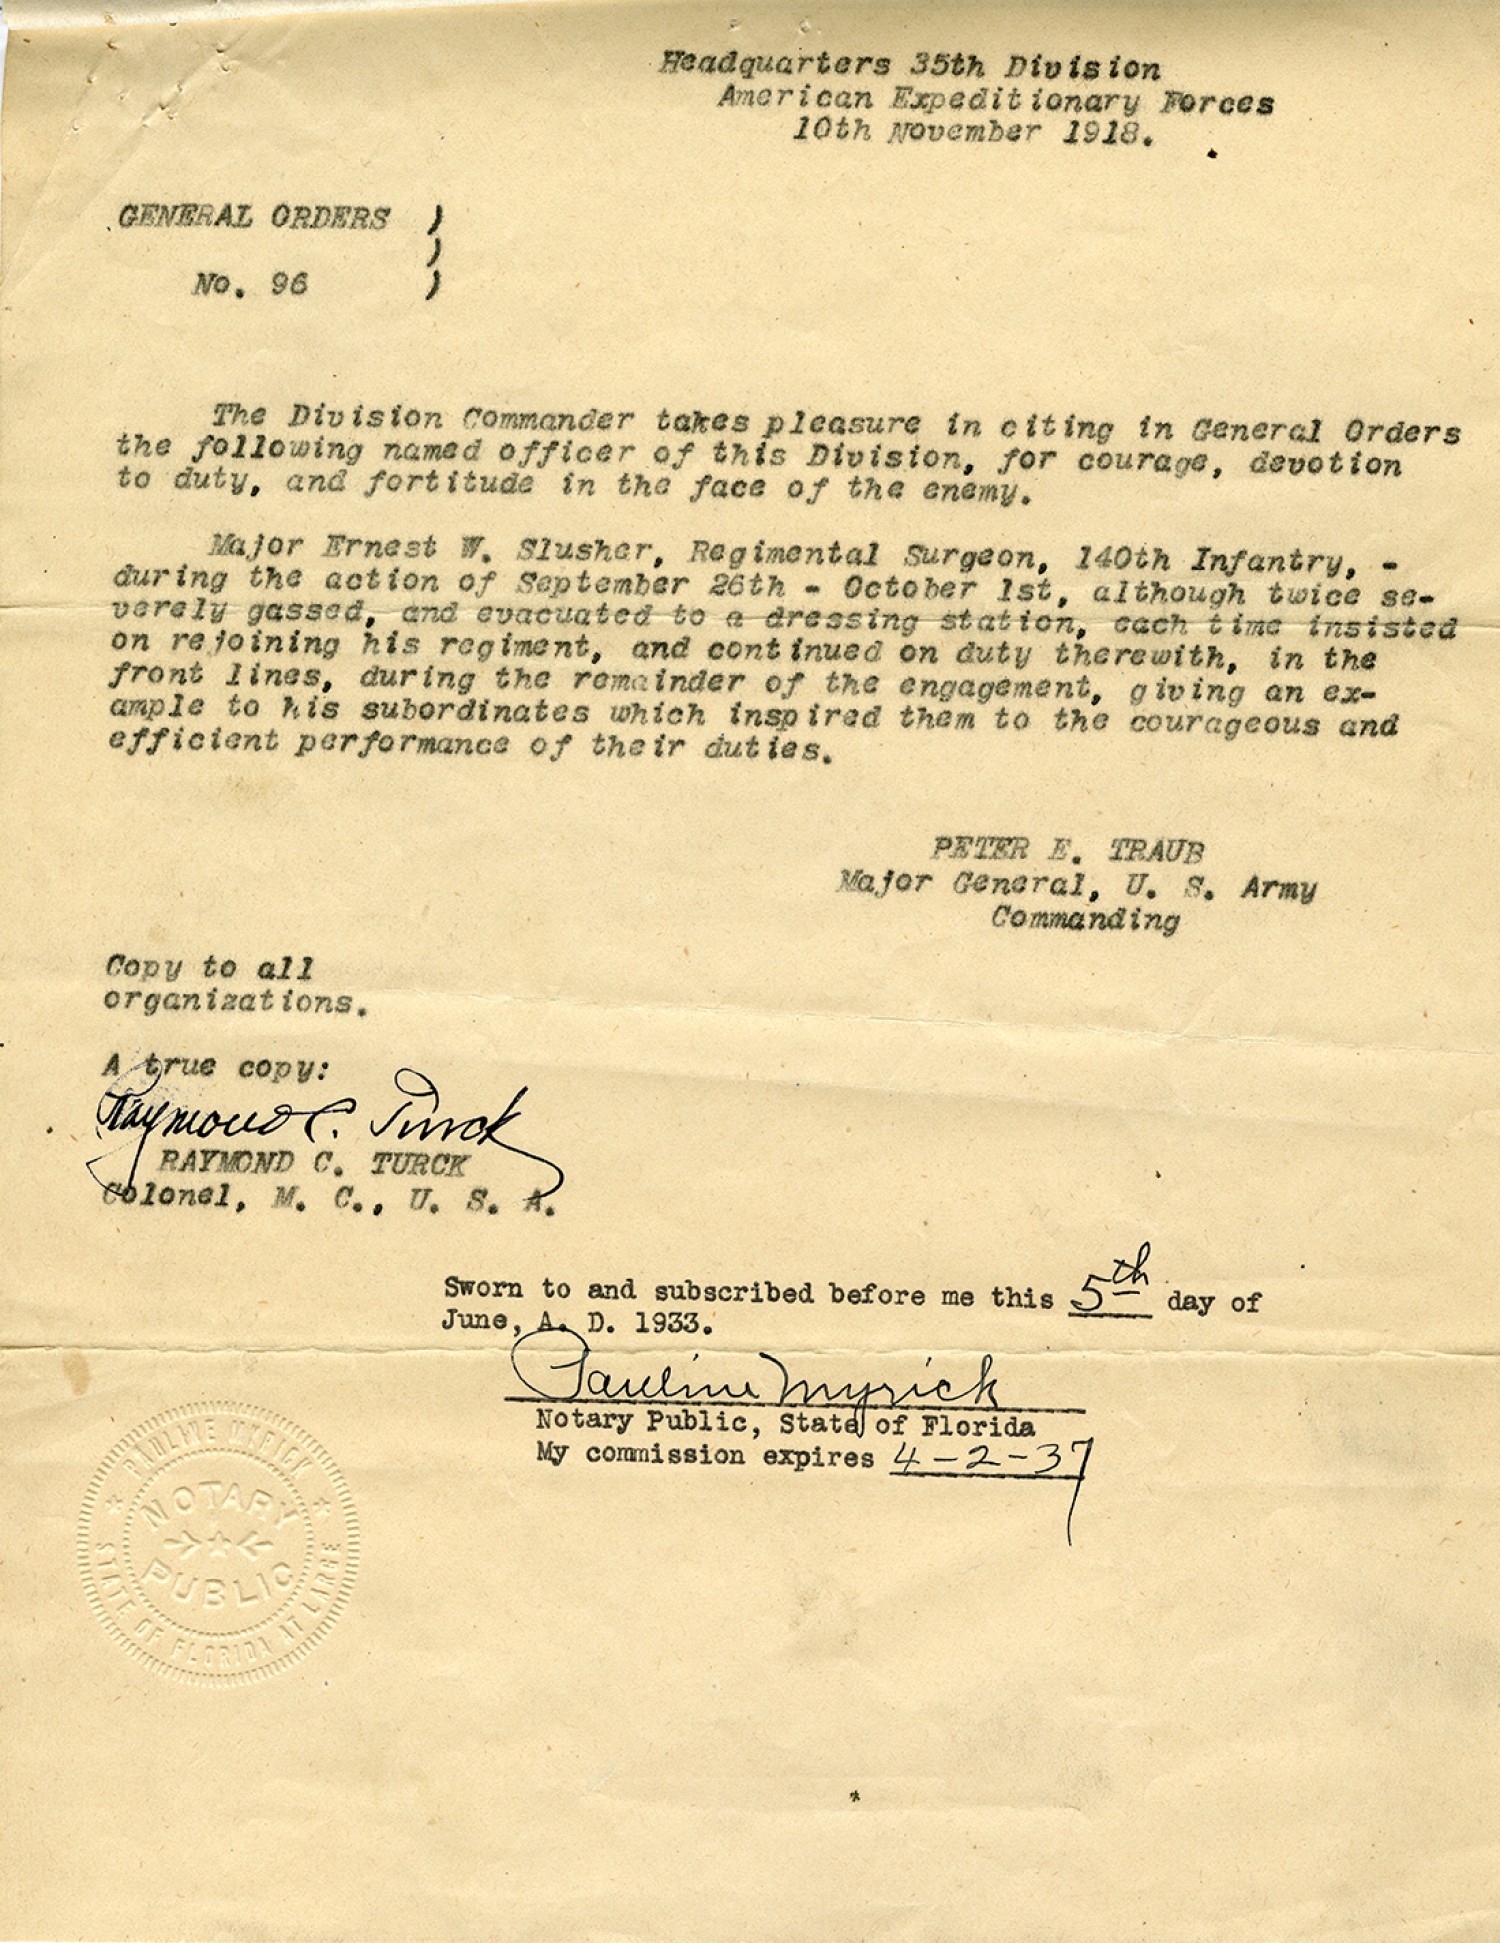 Headquarters 35th Division
American Expeditionary Forces
10th November 1918.
GENERAL ORDERS )
)
No. 96 )
The Division Commander takes pleasure in citing in General Orders
the following named officer of this Division, for courage, devotion
to duty, and fortitude in the face of the enemy.
Major Ernest W. Slusher, Regimental Surgeon, 140th Infantry, -
during the action of September 26th - October 1st, although twice se-
verely gassed, and evacuated to a dressing station, each time insisted
on rejoining his regiment, and continued on duty therewith, in the
front lines, during the remainder of the engagement, giving an ex-
ample to his subordinates which inspired them to the courageous and
efficient performance of their duties.
PETER E. TRAUB
Major General, U. S. Army
Commanding
Copy to all
organizations.
A true copy:
Raymond C. Turck
RAYMOND C. TURCK
Colonel, M. C., U. S. A.
Sworn to and subscribed before me this 5th day of
June, A. D. 1933.
Pauline Myrick
Notary Public, State of Florida
My commission expires 4-2-37
PAULINE MYRICK
NOTARY
PUBLIC
STATE OF FLORIDA AT LARGE